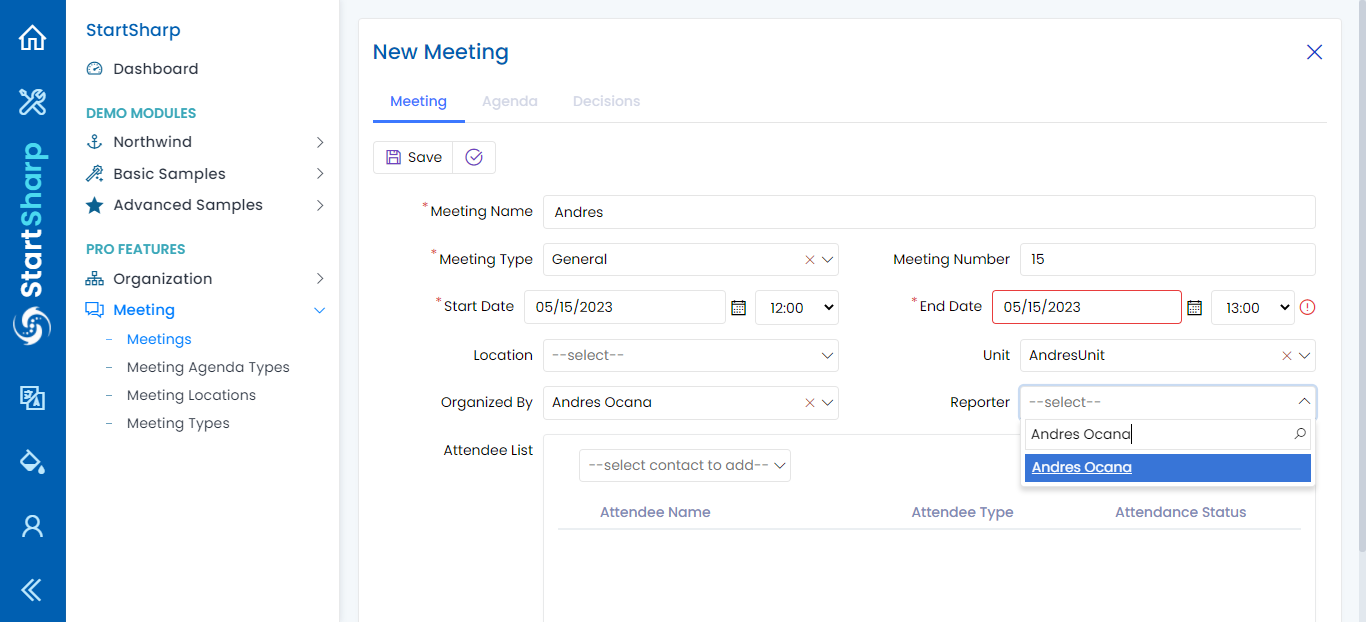 StartSharp
StartSharp
Dashboard
DEMO MODULES
Northwind
Basic Samples
Advanced Samples
PRO FEATURES
Organization
Meeting
Meetings
Meeting Agenda Types
Meeting Locations
Meeting Types
New Meeting
Meeting Agenda Decisions
Save
*Meeting Name Andres
*Meeting Type General Meeting Number 15
*Start Date 05/15/2023 12:00 *End Date 05/15/2023 13:00
Location --select-- Unit AndresUnit
Organized By Andres Ocana Reporter --select--
Andres Ocana
Andres Ocana
Attendee List --select contact to add--
Attendee Name Attendee Type Attendance Status